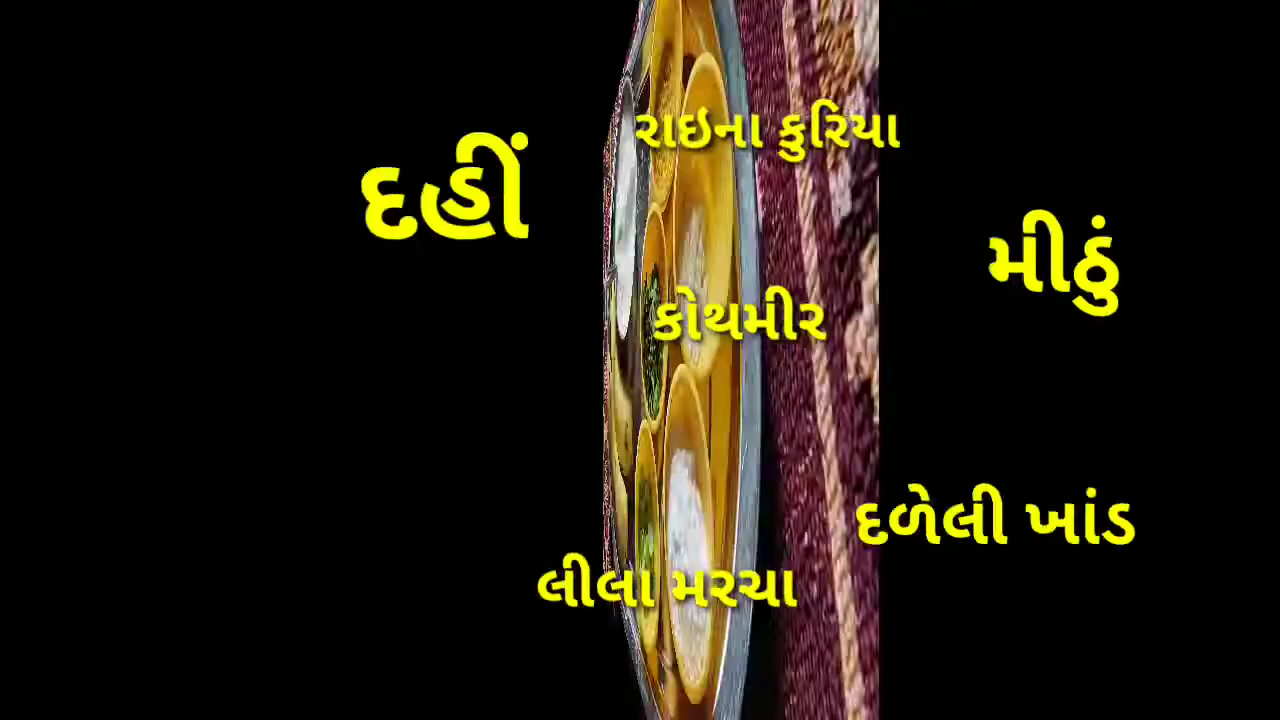 રાઇના કુરિયા
દહીં
મીઠું
કોથમીર
દળેલી ખાંડ
લીલા મરચા